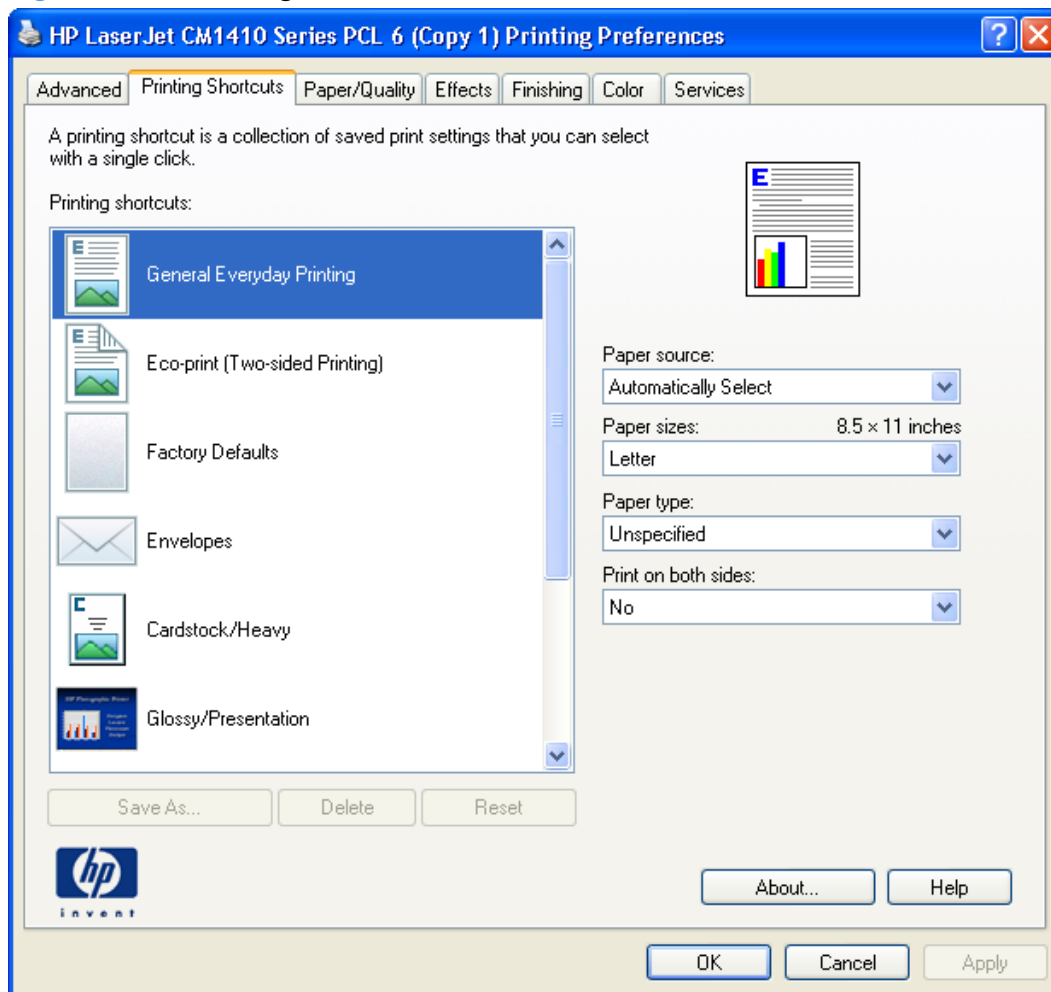 HP LaserJet CM1410 Series PCL 6 (Copy 1) Printing Preferences
Advanced Printing Shortcuts Paper/Quality Effects Finishing Color Services
A printing shortcut is a collection of saved print settings that you can select
with a single click.
Printing shortcuts:
E
General Everyday Printing
E
Eco-print (Two-sided Printing)
Factory Defaults
Envelopes
C
Cardstock/Heavy
Glossy/Presentation
Save As... Delete Reset
E
Paper source:
Automatically Select
Paper sizes: 8.5 × 11 inches
Letter
Paper type:
Unspecified
Print on both sides:
No
hp
invent
About... Help
OK Cancel Apply